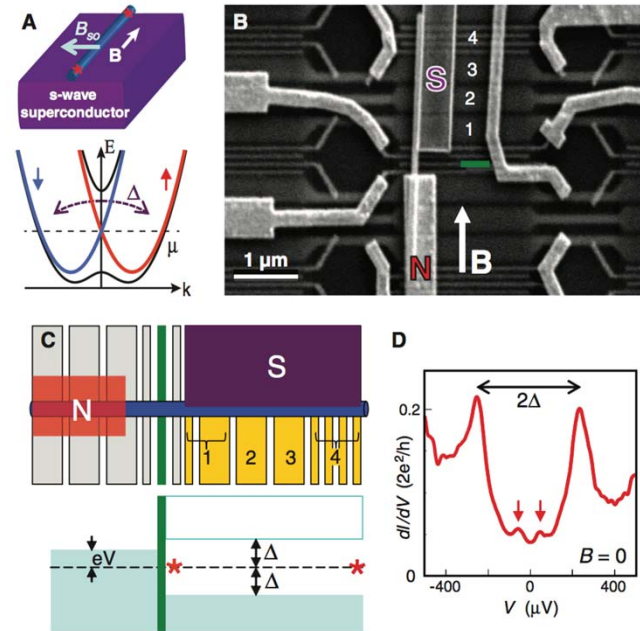 A
B_SO
B
s-wave
superconductor
E
Δ
μ
k
B
4
3
2
1
S
N
B
1 μm
C
N
S
1 2 3 4
eV
Δ
Δ
D
2Δ
0.2
dI/dV (2e²/h)
0
B = 0
-400 0 400
V (μV)